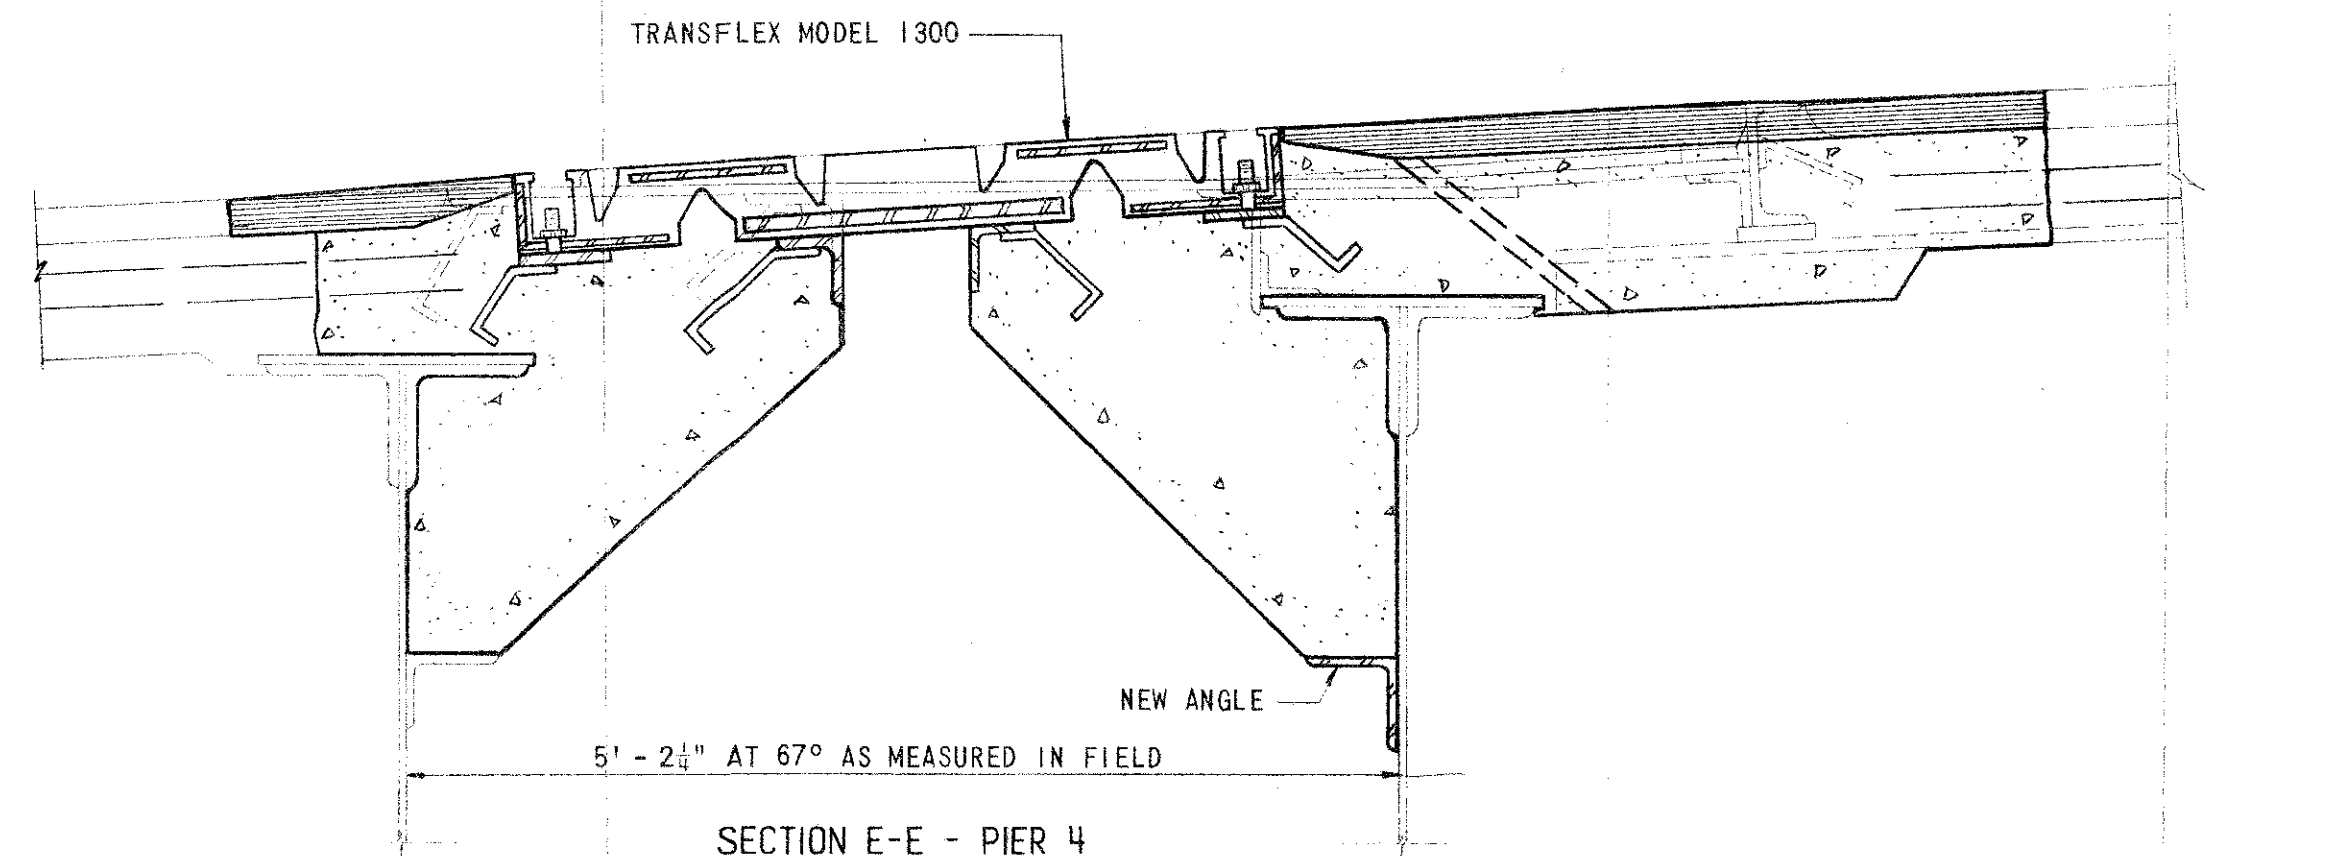 TRANSFLEX MODEL 1300
NEW ANGLE
5' - 2¼" AT 67° AS MEASURED IN FIELD
SECTION E-E - PIER 4